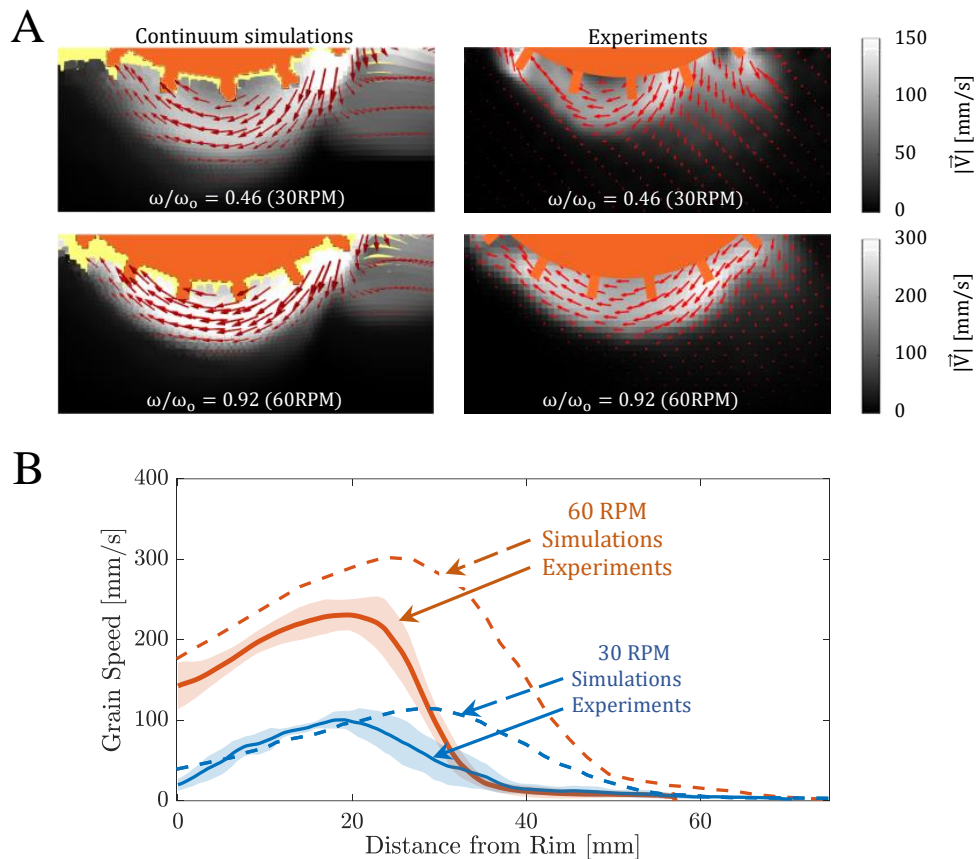 A
Continuum simulations
Experiments
ω/ωₒ = 0.46 (30RPM)
ω/ωₒ = 0.46 (30RPM)
150
100
50
0
|V⃗| [mm/s]
ω/ωₒ = 0.92 (60RPM)
ω/ωₒ = 0.92 (60RPM)
300
200
100
0
|V⃗| [mm/s]
B
400
300
200
100
0
Grain Speed [mm/s]
60 RPM
Simulations
Experiments
30 RPM
Simulations
Experiments
0
20
40
60
Distance from Rim [mm]